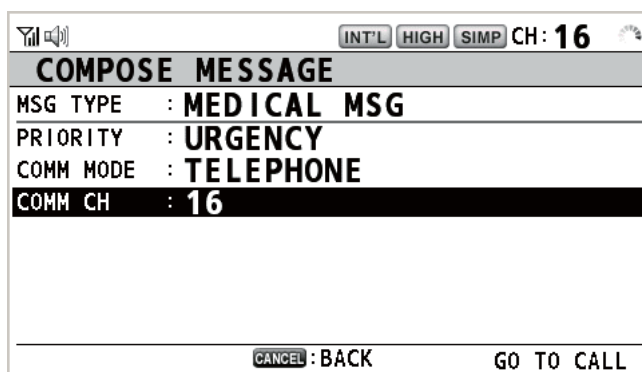 INT'L HIGH SIMP CH: 16
COMPOSE MESSAGE
MSG TYPE : MEDICAL MSG
PRIORITY : URGENCY
COMM MODE : TELEPHONE
COMM CH : 16
CANCEL : BACK GO TO CALL